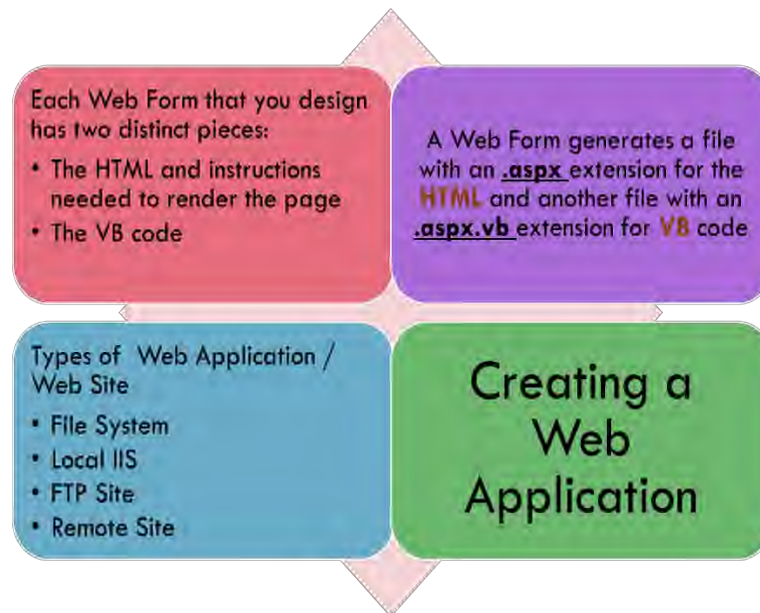 Each Web Form that you design
has two distinct pieces:
• The HTML and instructions
needed to render the page
• The VB code
A Web Form generates a file
with an .aspx extension for the
HTML and another file with an
.aspx.vb extension for VB code
Types of Web Application /
Web Site
• File System
• Local IIS
• FTP Site
• Remote Site
Creating a
Web
Application